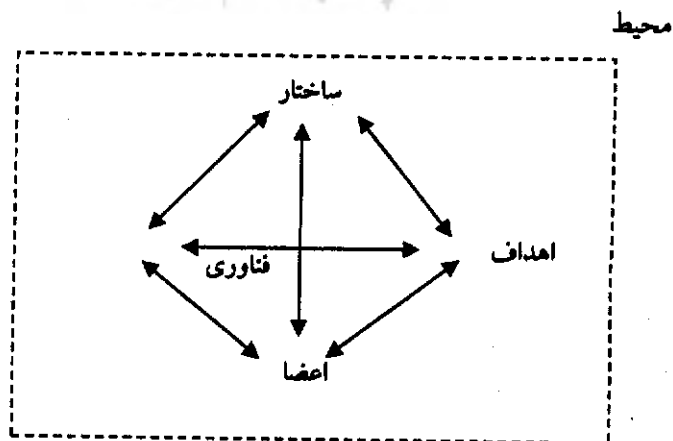 محیط
ساختار
اهداف
فناوری
اعضا